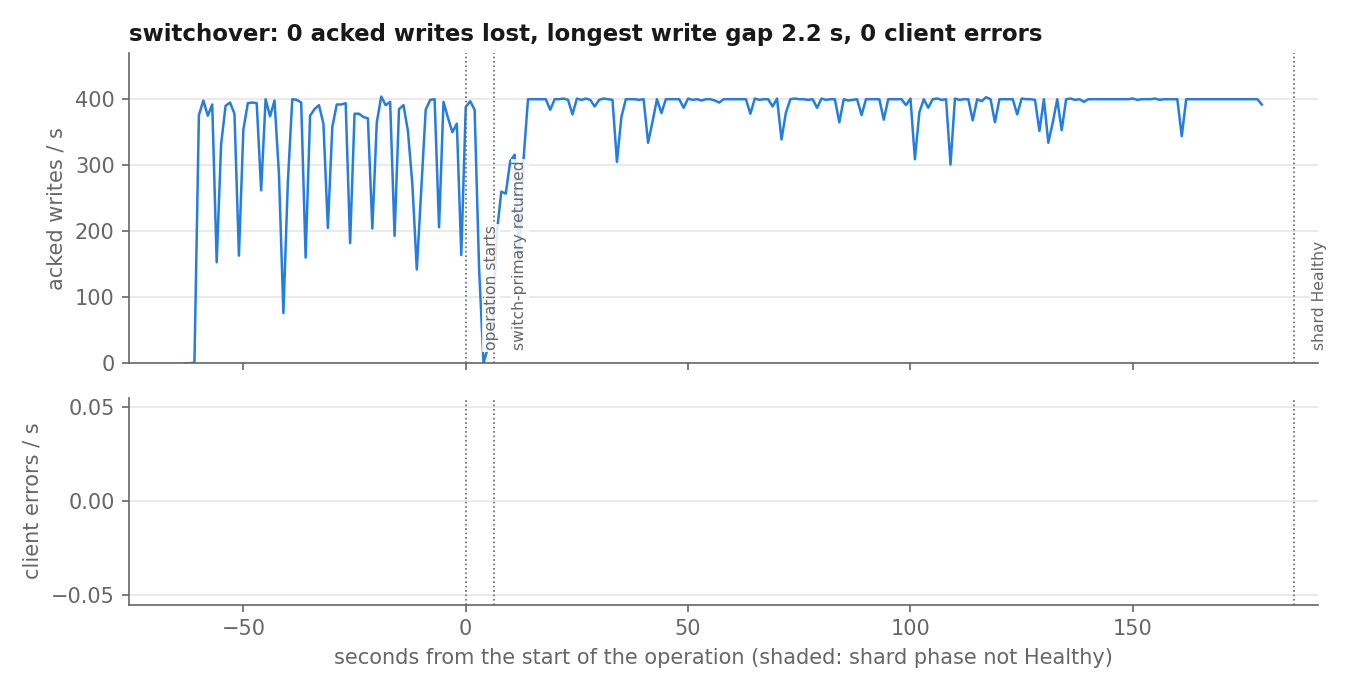 switchover: 0 acked writes lost, longest write gap 2.2 s, 0 client errors
acked writes / s
400
300
200
100
0
operation starts
switch-primary returned
shard Healthy
client errors / s
0.05
0.00
−0.05
−50
0
50
100
150
seconds from the start of the operation (shaded: shard phase not Healthy)